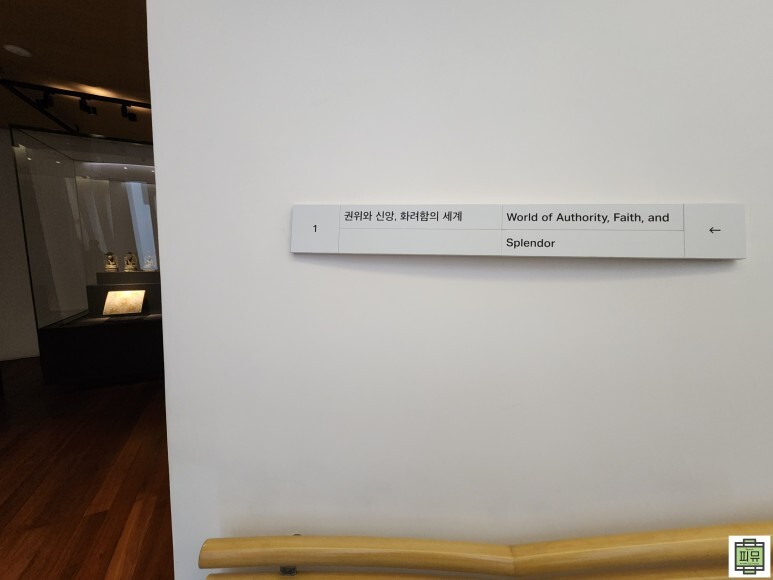 1
권위와 신앙, 화려함의 세계
World of Authority, Faith, and
Splendor
←
피뮤